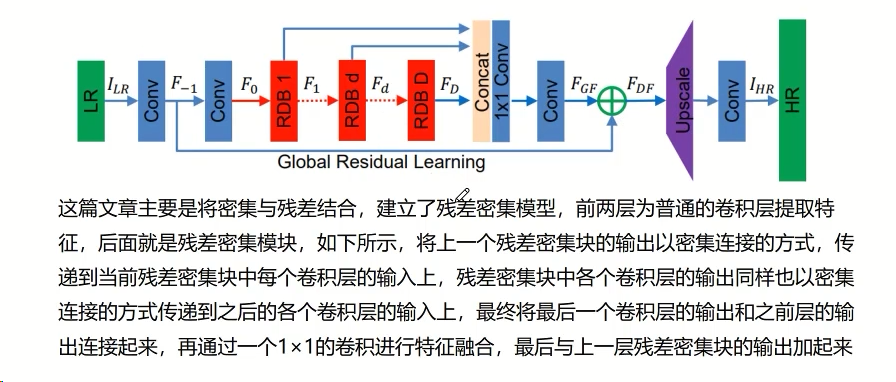 LR
I_LR
Conv
F_-1
Conv
F_0
RDB 1
F_1
RDB d
F_d
RDB D
F_D
Concat
1x1 Conv
Conv
F_GF
F_DF
Upscale
Conv
I_HR
HR
Global Residual Learning
这篇文章主要是将密集与残差结合，建立了残差密集模型，前两层为普通的卷积层提取特
征，后面就是残差密集模块，如下所示，将上一个残差密集块的输出以密集连接的方式，传
递到当前残差密集块中每个卷积层的输入上，残差密集块中各个卷积层的输出同样也以密集
连接的方式传递到之后的各个卷积层的输入上，最终将最后一个卷积层的输出和之前层的输
出连接起来，再通过一个1×1的卷积进行特征融合，最后与上一层残差密集块的输出加起来